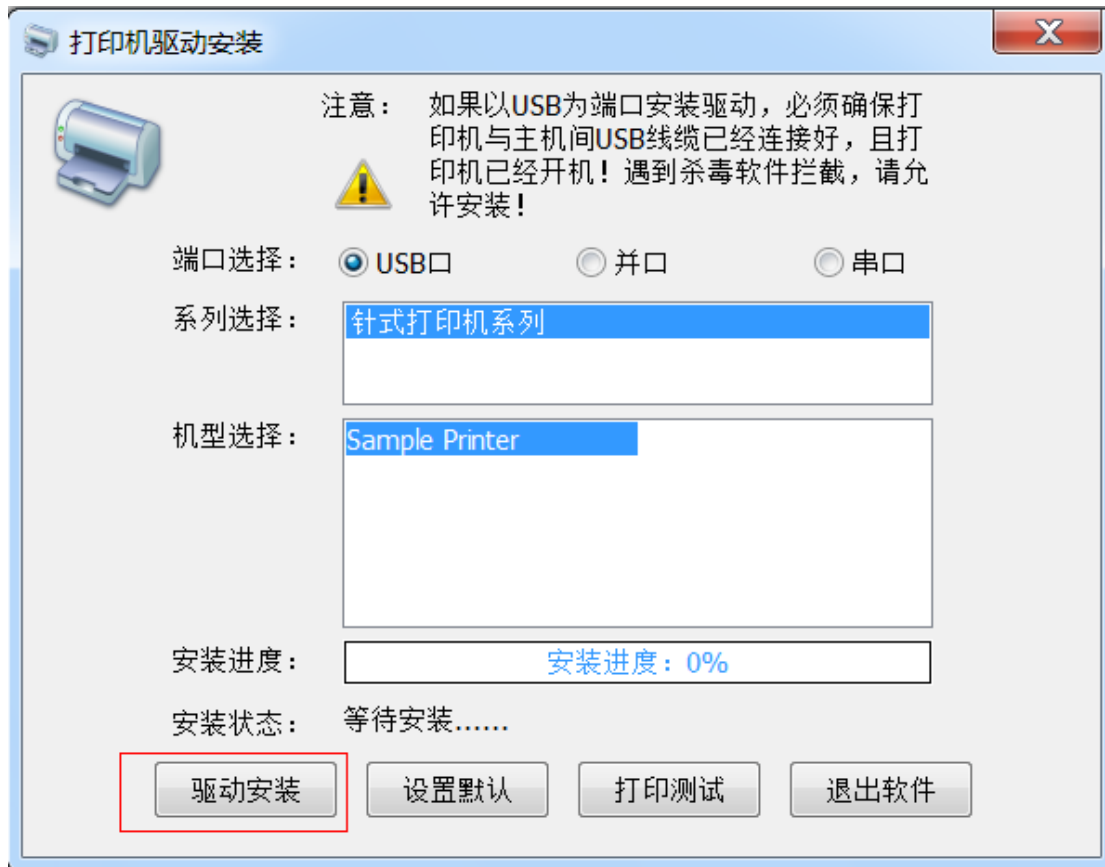 打印机驱动安装
注意： 如果以USB为端口安装驱动，必须确保打
印机与主机间USB线缆已经连接好，且打
印机已经开机！遇到杀毒软件拦截，请允
许安装！
端口选择： USB口 并口 串口
系列选择： 针式打印机系列
机型选择： Sample Printer
安装进度： 安装进度：0%
安装状态： 等待安装......
驱动安装 设置默认 打印测试 退出软件